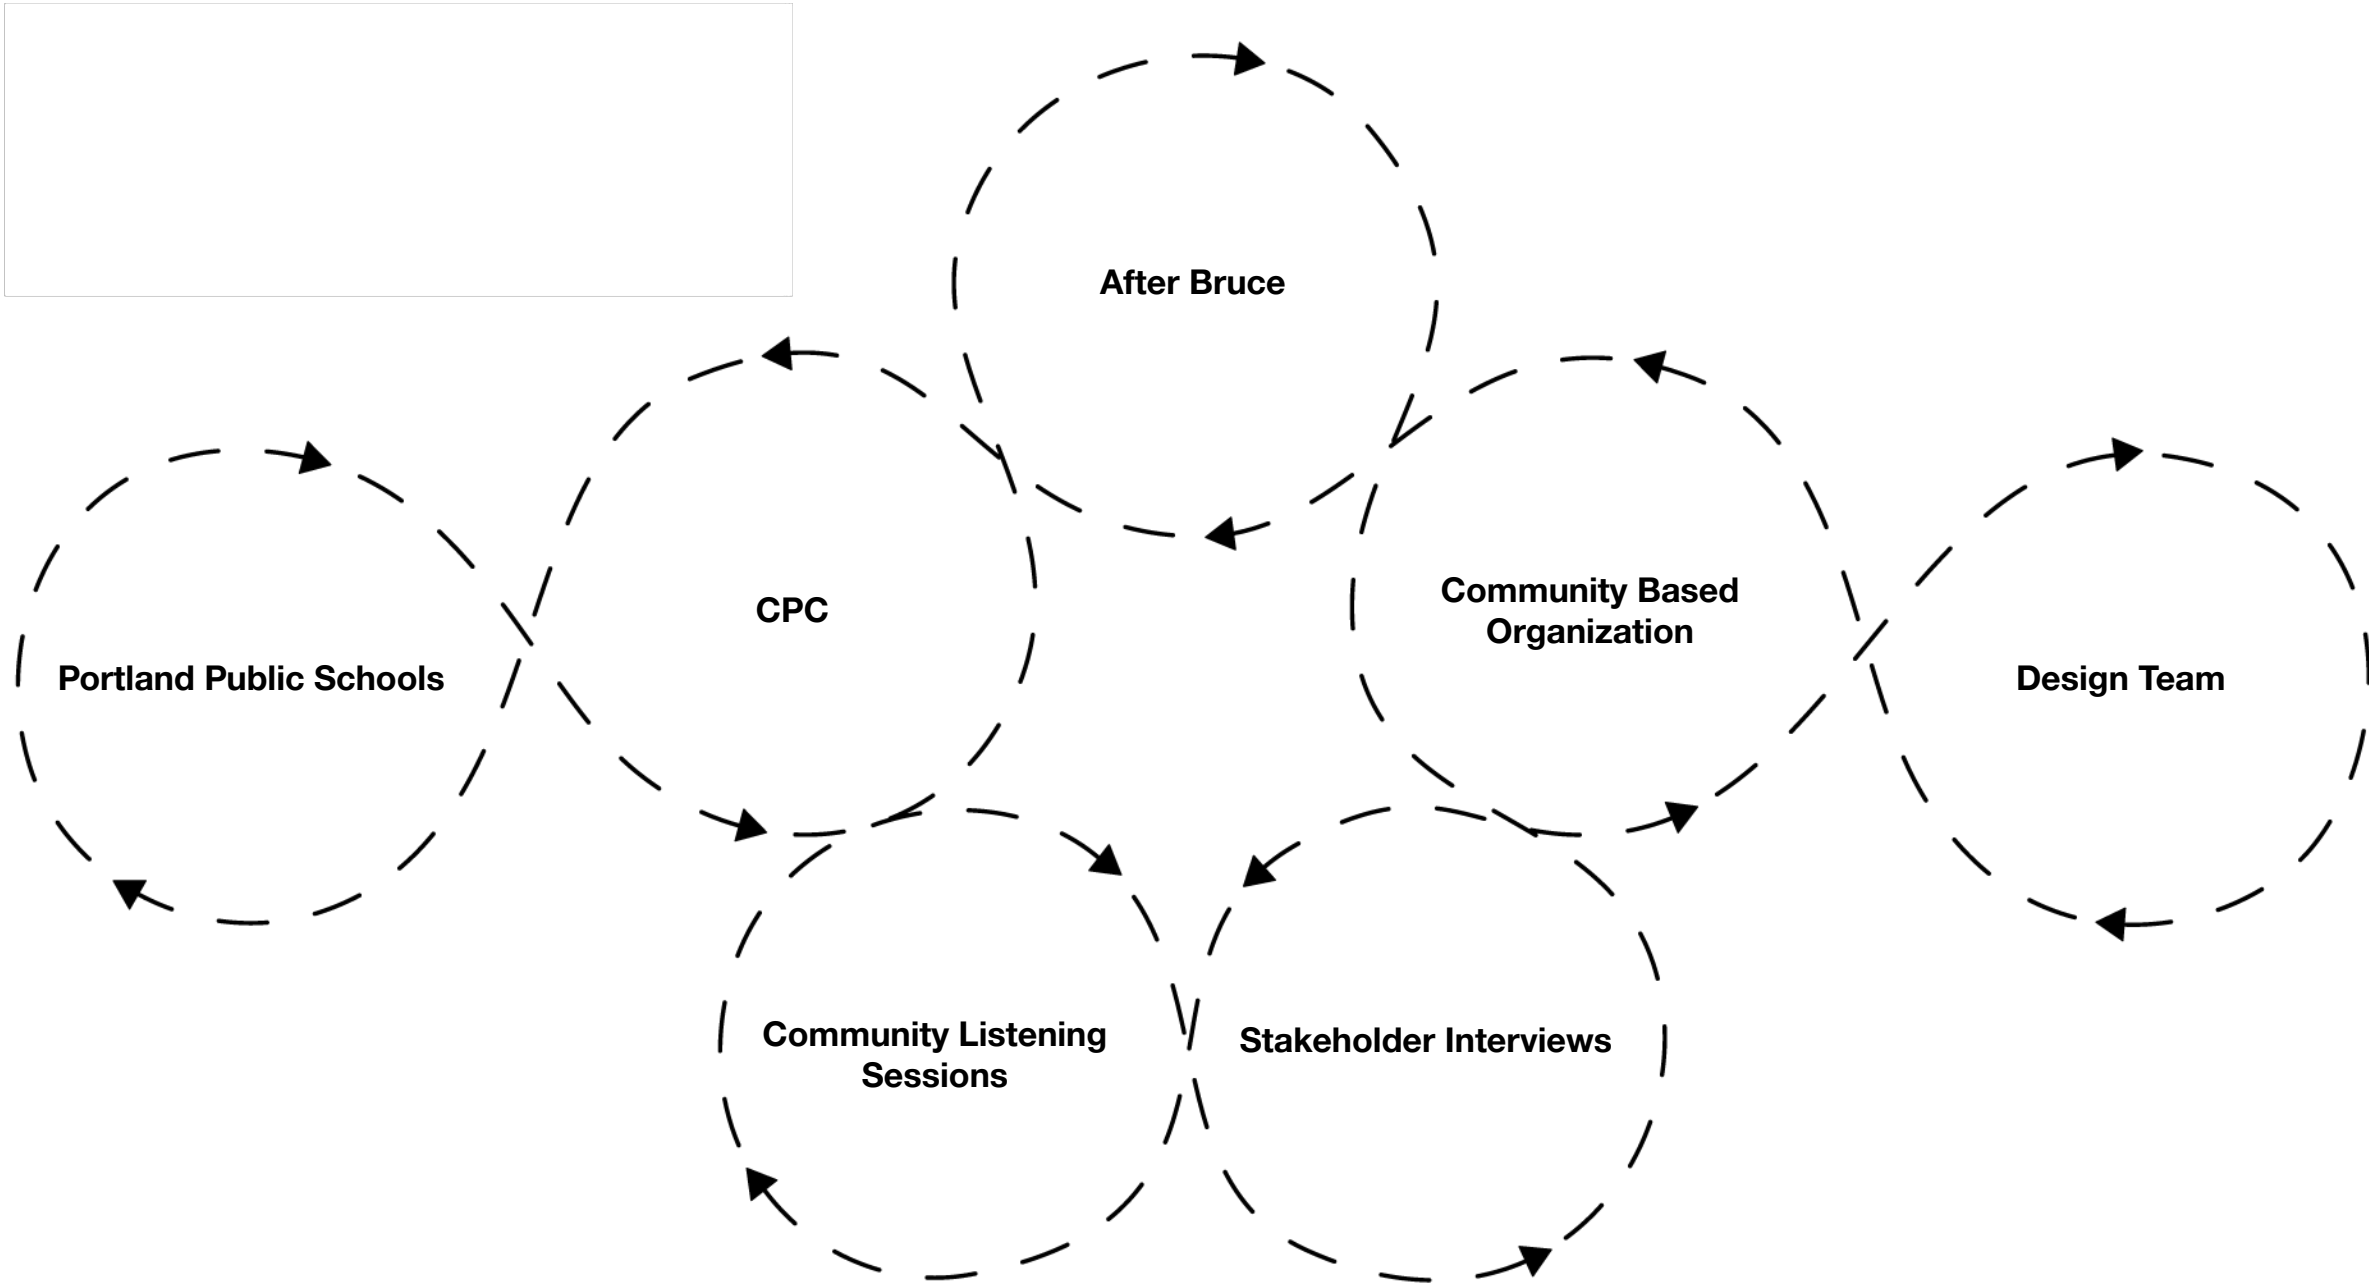 After Bruce
CPC
Community Based
Organization
Portland Public Schools
Design Team
Community Listening
Sessions
Stakeholder Interviews